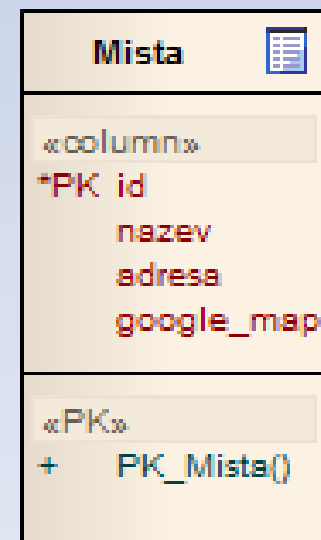 Mista
«column»
*PK id
nazev
adresa
google_map
«PK»
+ PK_Mista()